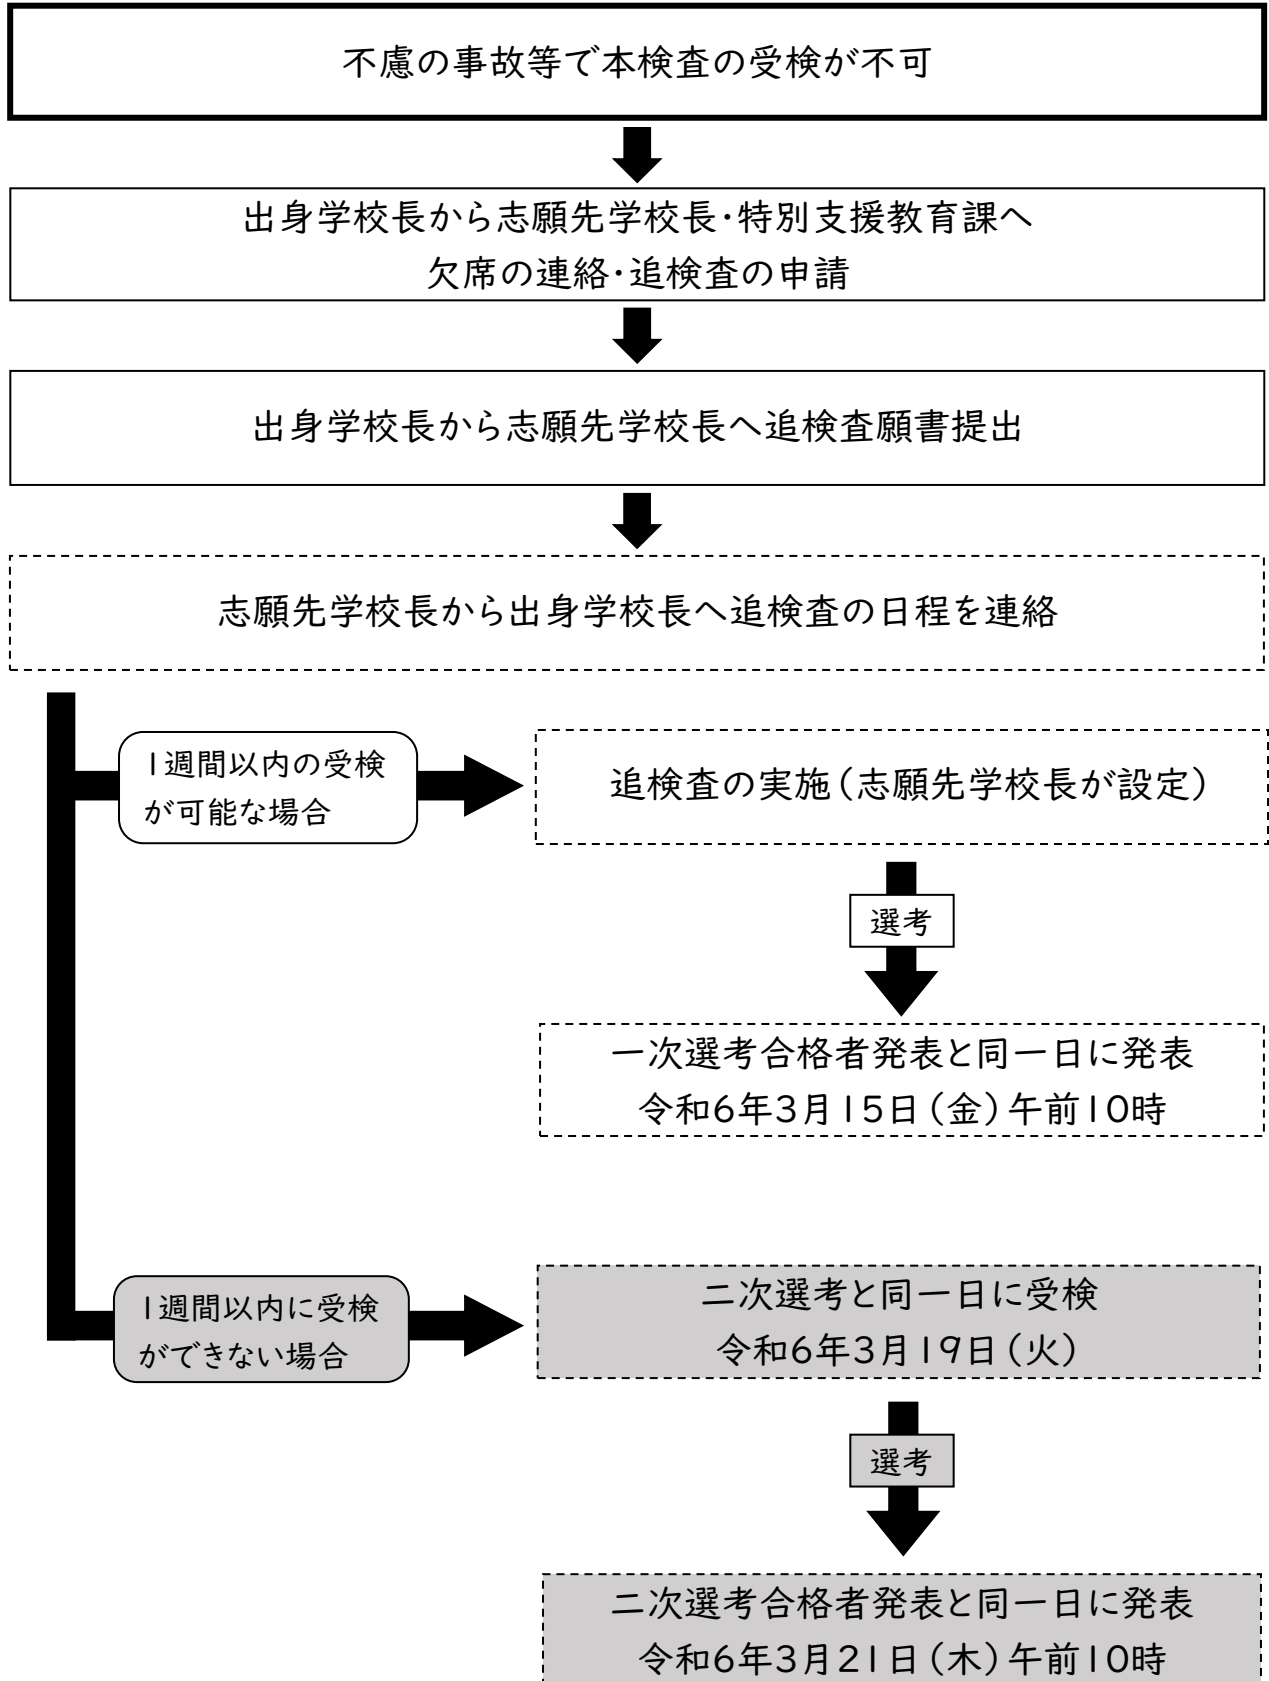 不慮の事故等で本検査の受検が不可
出身学校長から志願先学校長・特別支援教育課へ
欠席の連絡・追検査の申請
出身学校長から志願先学校長へ追検査願書提出
志願先学校長から出身学校長へ追検査の日程を連絡
1週間以内の受検
が可能な場合
追検査の実施(志願先学校長が設定)
選考
一次選考合格者発表と同一日に発表
令和6年3月15日(金)午前10時
1週間以内に受検
ができない場合
二次選考と同一日に受検
令和6年3月19日(火)
選考
二次選考合格者発表と同一日に発表
令和6年3月21日(木)午前10時